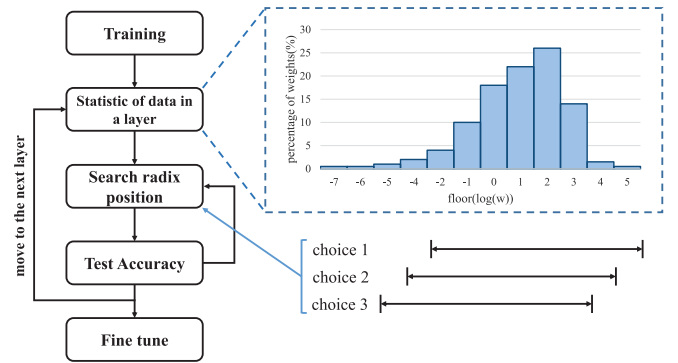 Training
Statistic of data in
a layer
Search radix
position
Test Accuracy
Fine tune
move to the next layer
percentage of weights(%)
30
25
20
15
10
5
0
-7 -6 -5 -4 -2 -1 0 1 2 3 4 5
floor(log(w))
choice 1
choice 2
choice 3